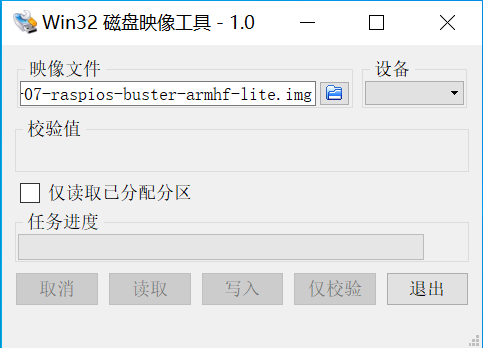 Win32 磁盘映像工具 - 1.0
映像文件
设备
-07-raspios-buster-armhf-lite.img
校验值
仅读取已分配分区
任务进度
取消 读取 写入 仅校验 退出